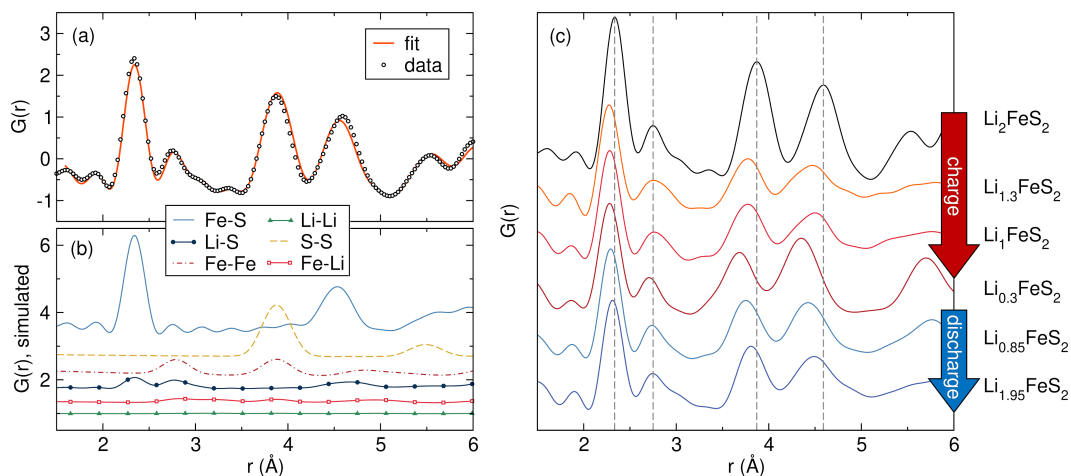 (a)
fit
data
G(r)
3
2
1
0
-1
(b)
Fe-S
Li-Li
Li-S
S-S
Fe-Fe
Fe-Li
G(r), simulated
6
4
2
2
3
4
5
6
r (Å)
(c)
G(r)
2
3
4
5
6
r (Å)
charge
discharge
Li₂FeS₂
Li₁.₃FeS₂
Li₁FeS₂
Li₀.₃FeS₂
Li₀.₈₅FeS₂
Li₁.₉₅FeS₂